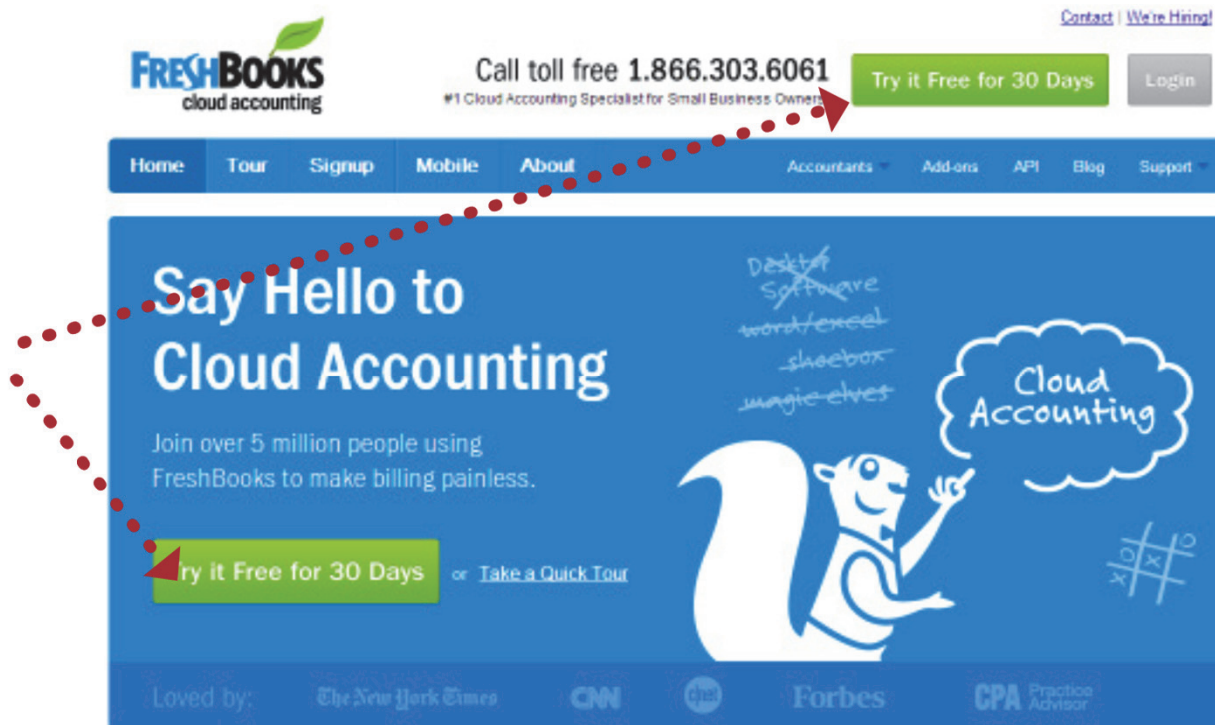 Contact | We're Hiring!
FRESHBOOKS
cloud accounting
Call toll free 1.866.303.6061
#1 Cloud Accounting Specialist for Small Business Owners
Try it Free for 30 Days
Login
Home Tour Signup Mobile About Accountants Add-ons API Blog Support
Say Hello to
Cloud Accounting
Join over 5 million people using
FreshBooks to make billing painless.
Try it Free for 30 Days or Take a Quick Tour
Desktop
Software
word/excel
shoebox
magic elves
Cloud
Accounting
Loved by: The New York Times CNN cnet Forbes CPA Practice
Advisor